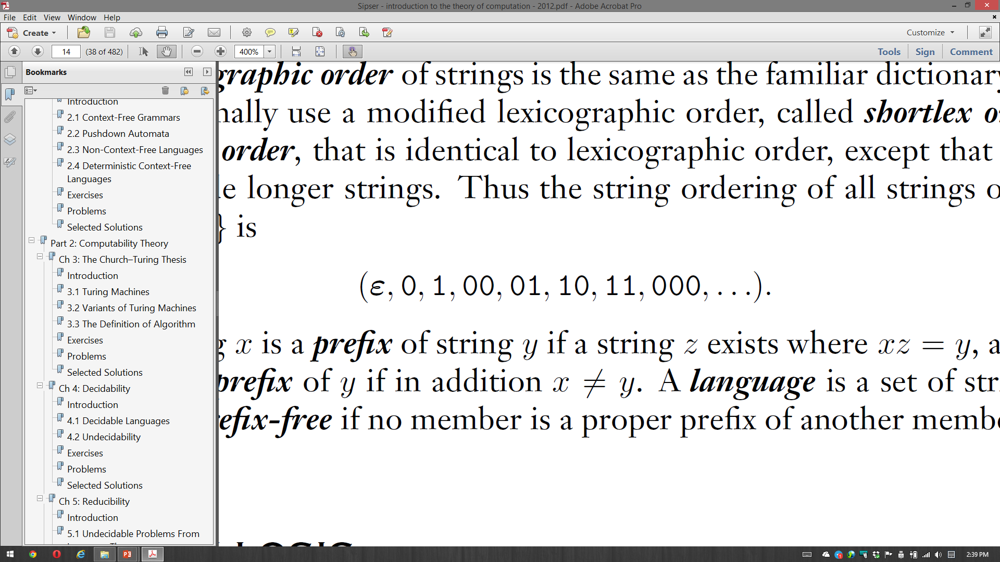 Sipser - introduction to the theory of computation - 2012.pdf - Adobe Acrobat Pro
File Edit View Window Help
Create
Customize
14 (38 of 482) 400% Tools Sign Comment
Bookmarks
Introduction
2.1 Context-Free Grammars
2.2 Pushdown Automata
2.3 Non-Context-Free Languages
2.4 Deterministic Context-Free
Languages
Exercises
Problems
Selected Solutions
Part 2: Computability Theory
Ch 3: The Church–Turing Thesis
Introduction
3.1 Turing Machines
3.2 Variants of Turing Machines
3.3 The Definition of Algorithm
Exercises
Problems
Selected Solutions
Ch 4: Decidability
Introduction
4.1 Decidable Languages
4.2 Undecidability
Exercises
Problems
Selected Solutions
Ch 5: Reducibility
Introduction
5.1 Undecidable Problems From
graphic order of strings is the same as the familiar dictionary
nally use a modified lexicographic order, called shortlex o
order, that is identical to lexicographic order, except that
le longer strings. Thus the string ordering of all strings o
} is
(ε, 0, 1, 00, 01, 10, 11, 000, . . .).
g x is a prefix of string y if a string z exists where xz = y, a
prefix of y if in addition x ≠ y. A language is a set of stri
efix-free if no member is a proper prefix of another membe
2:39 PM